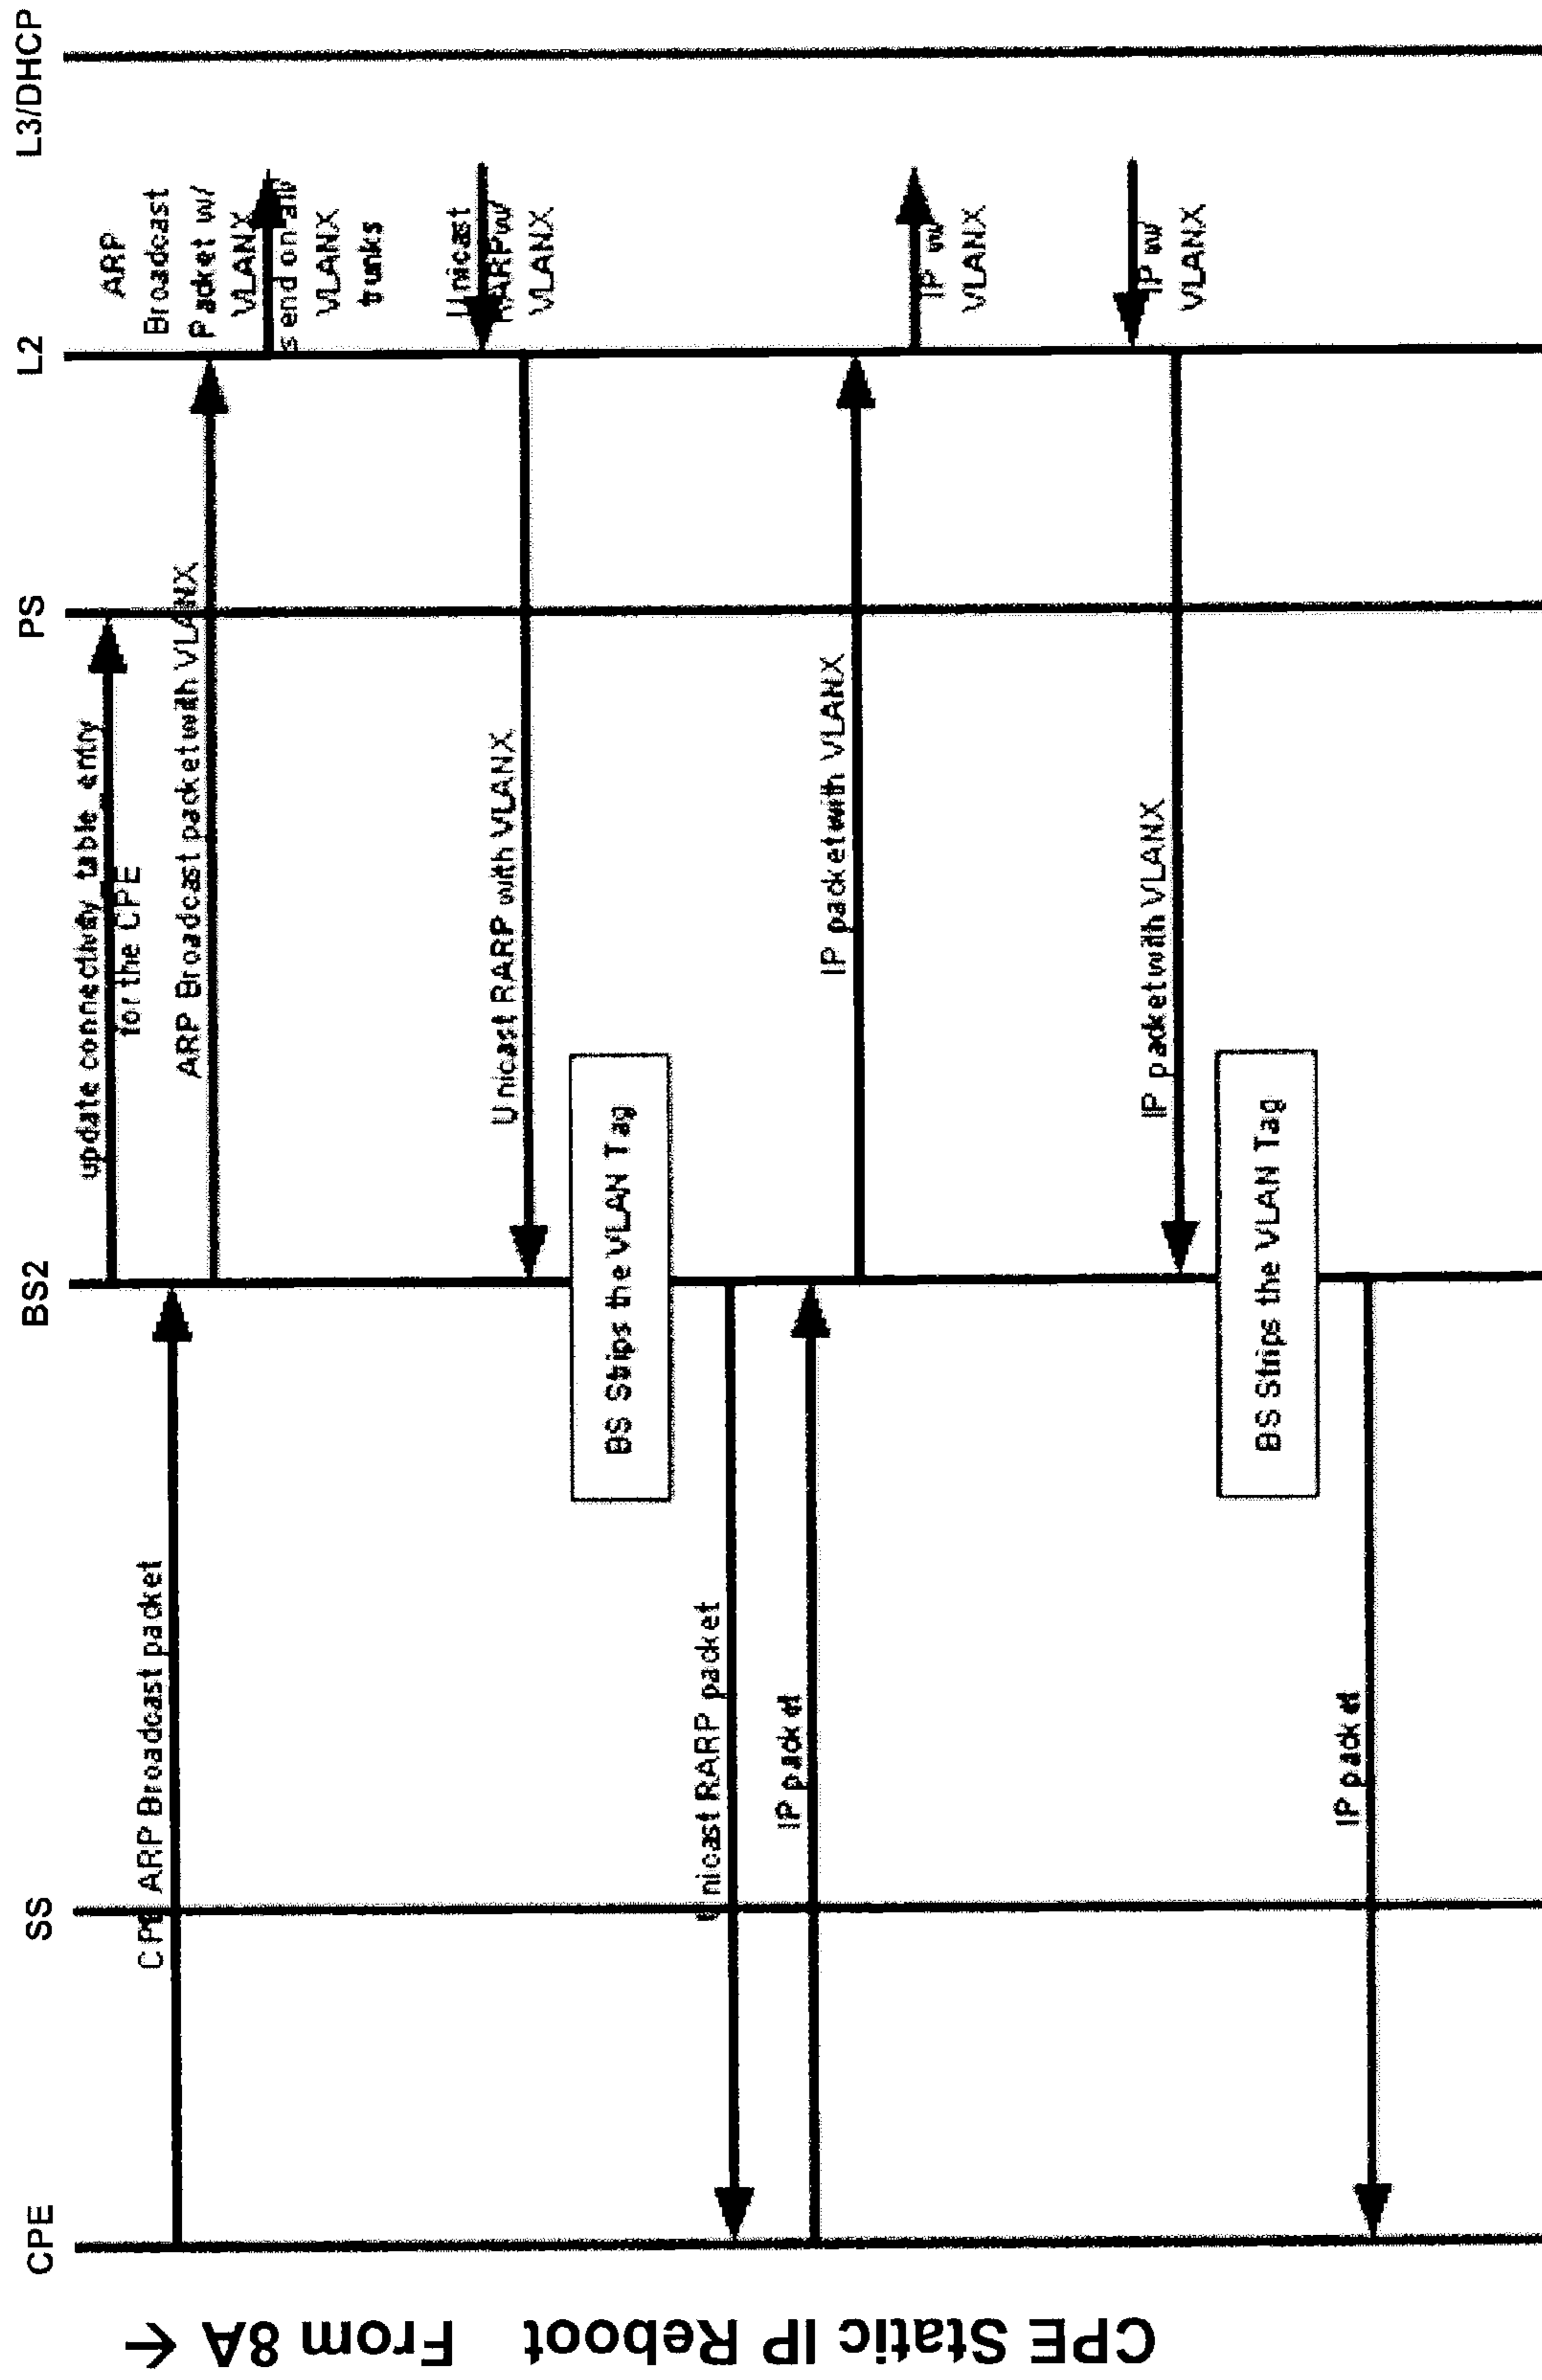 CPE
SS
BS2
PS
L2
L3/DHCP
update connectivity table entry
for the CPE
CPE ARP Broadcast packet
ARP Broadcast packet with VLANX
ARP
Broadcast
Packet w/
VLANX
send on all
VLANX
trunks
Unicast
RARP w/
VLANX
Unicast RARP with VLANX
BS Strips the VLAN Tag
unicast RARP packet
IP packet
IP packet with VLANX
IP w/
VLANX
IP w/
VLANX
IP packet with VLANX
BS Strips the VLAN Tag
IP packet
CPE Static IP Reboot From 8A ←